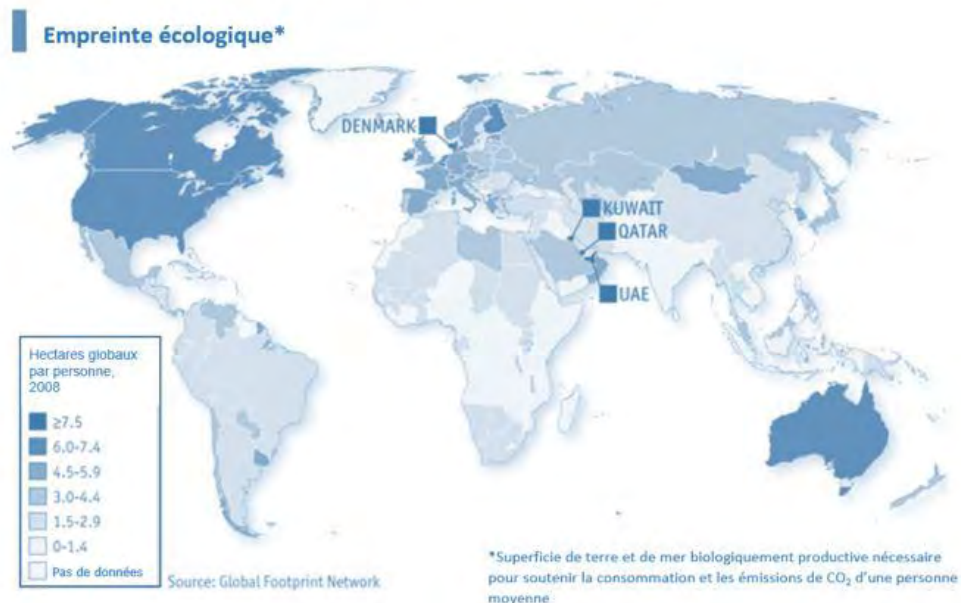 Empreinte écologique*
DENMARK
KUWAIT
QATAR
UAE
Hectares globaux
par personne,
2008
≥7.5
6.0-7.4
4.5-5.9
3.0-4.4
1.5-2.9
0-1.4
Pas de données
Source: Global Footprint Network
*Superficie de terre et de mer biologiquement productive nécessaire
pour soutenir la consommation et les émissions de CO₂ d'une personne
moyenne